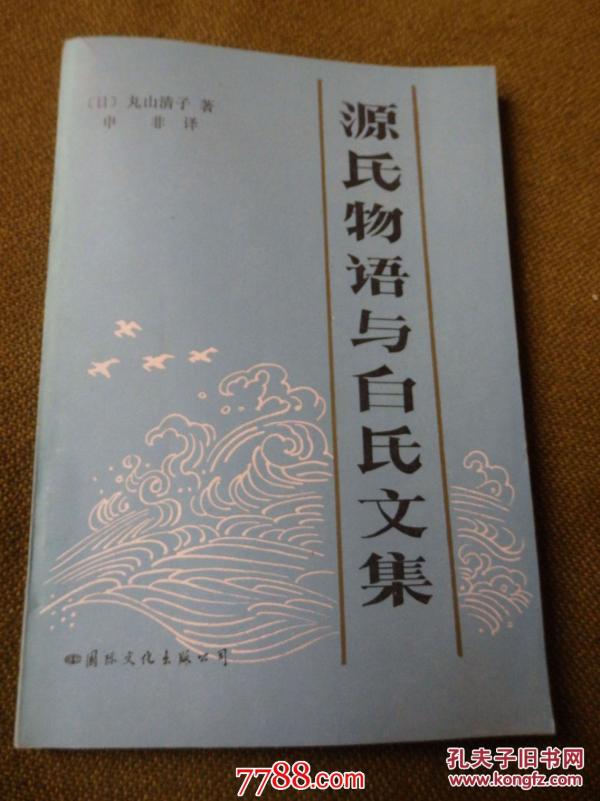 〔日〕丸山清子 著
申 非 译
源氏物语与白氏文集
国际文化出版公司
7788.com
孔夫子旧书网
www.kongfz.com